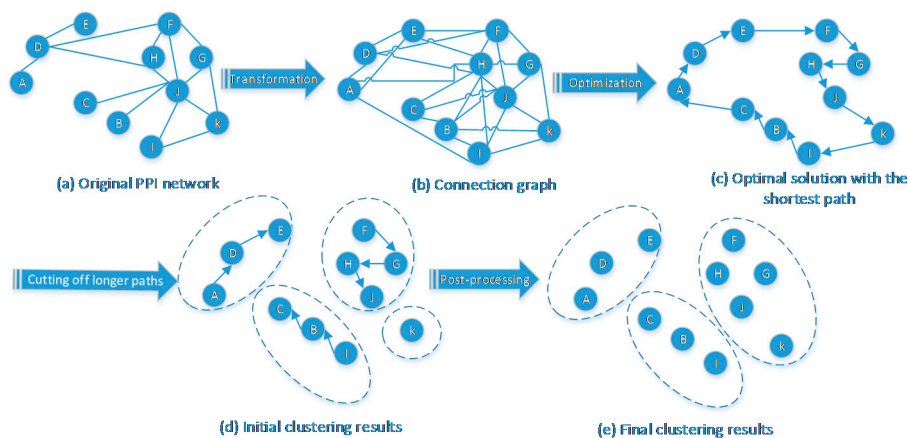 E
F
D
H
G
A
J
C
B
k
I
(a) Original PPI network
Transformation
E
F
D
H
G
A
J
C
B
k
I
(b) Connection graph
Optimization
E
F
D
H
G
A
J
C
B
k
I
(c) Optimal solution with the
shortest path
Cutting off longer paths
E
F
D
H
G
A
J
C
B
k
I
(d) Initial clustering results
Post-processing
E
F
D
H
G
A
J
C
B
k
I
(e) Final clustering results